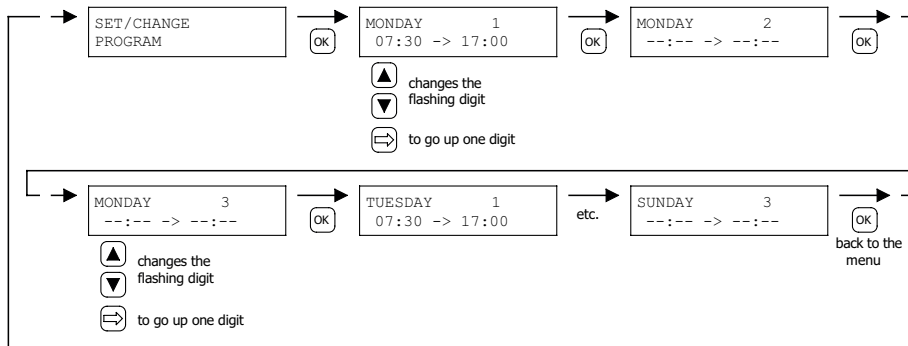 SET/CHANGE
PROGRAM
OK
MONDAY 1
07:30 -> 17:00
OK
MONDAY 2
--:-- -> --:--
OK
changes the
flashing digit
to go up one digit
MONDAY 3
--:-- -> --:--
OK
TUESDAY 1
07:30 -> 17:00
etc.
SUNDAY 3
--:-- -> --:--
OK
back to the
menu
changes the
flashing digit
to go up one digit